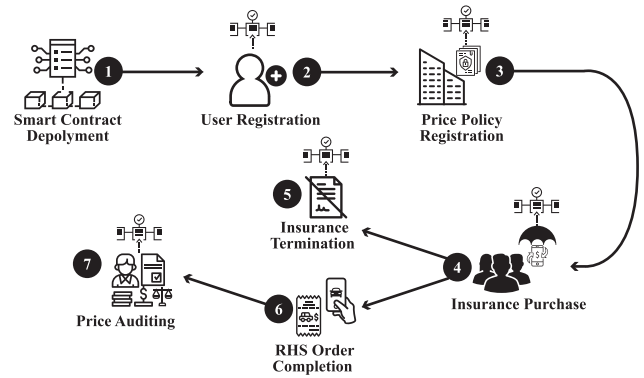 1
Smart Contract
Depolyment
2
User Registration
3
Price Policy
Registration
4
Insurance Purchase
5
Insurance
Termination
6
RHS Order
Completion
7
Price Auditing